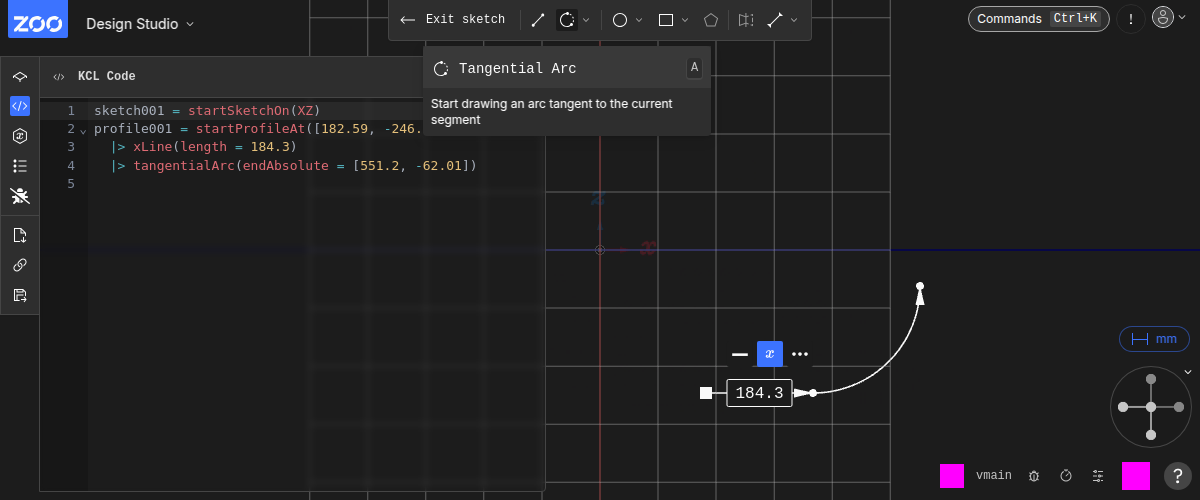 ZOO
Design Studio
Exit sketch
Commands Ctrl+K
!
KCL Code
Tangential Arc
A
Start drawing an arc tangent to the current
segment
1 sketch001 = startSketchOn(XZ)
2 profile001 = startProfileAt([182.59, -246.
3 |> xLine(length = 184.3)
4 |> tangentialArc(endAbsolute = [551.2, -62.01])
5
z
x
x
184.3
mm
vmain
?